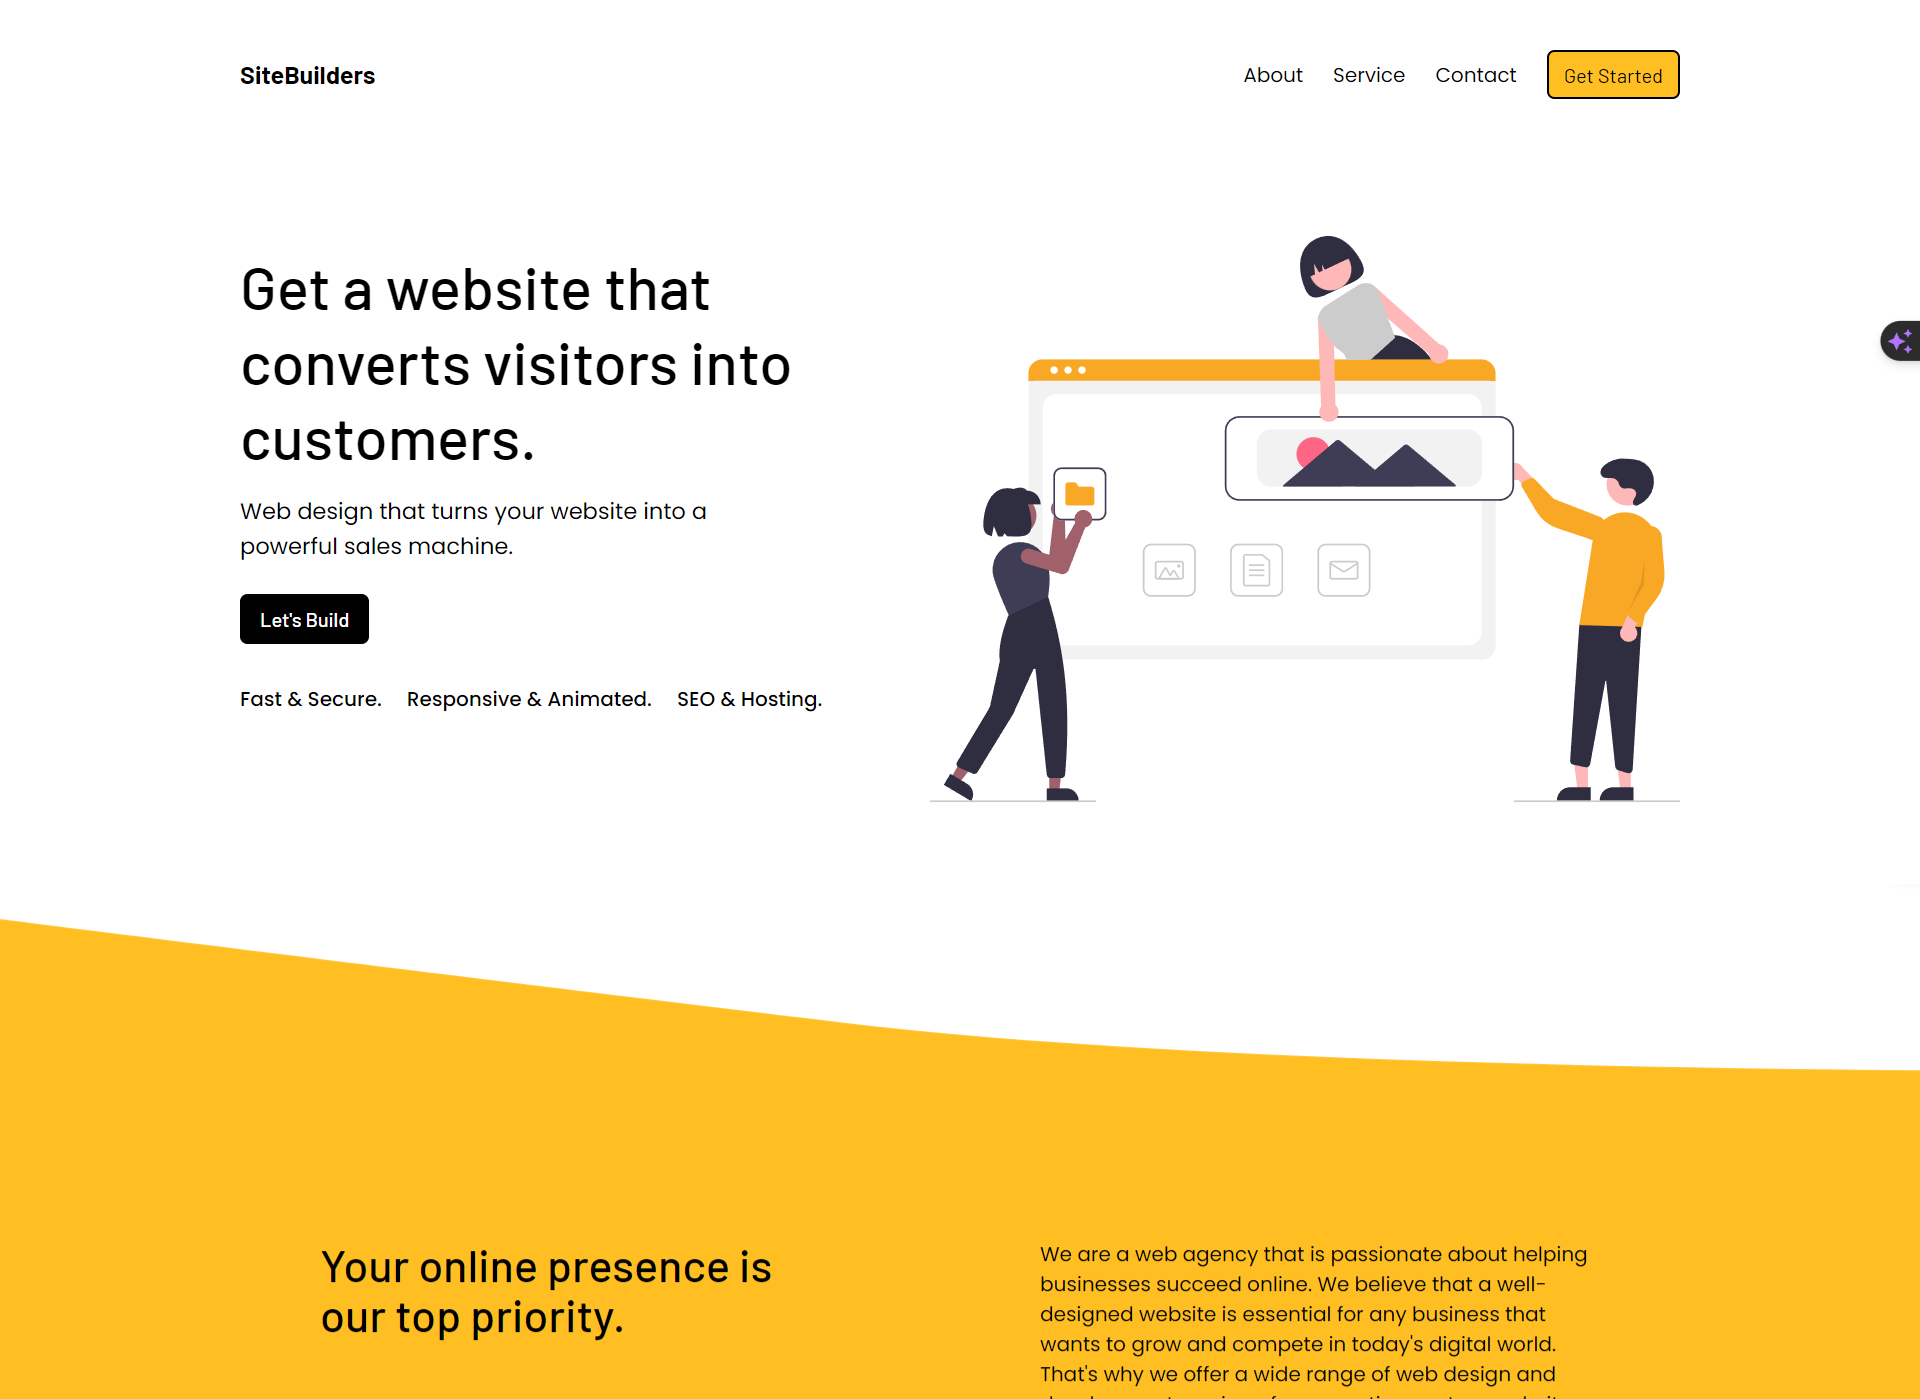 SiteBuilders
About Service Contact Get Started
Get a website that
converts visitors into
customers.
Web design that turns your website into a
powerful sales machine.
Let's Build
Fast & Secure. Responsive & Animated. SEO & Hosting.
Your online presence is
our top priority.
We are a web agency that is passionate about helping
businesses succeed online. We believe that a well-
designed website is essential for any business that
wants to grow and compete in today's digital world.
That's why we offer a wide range of web design and